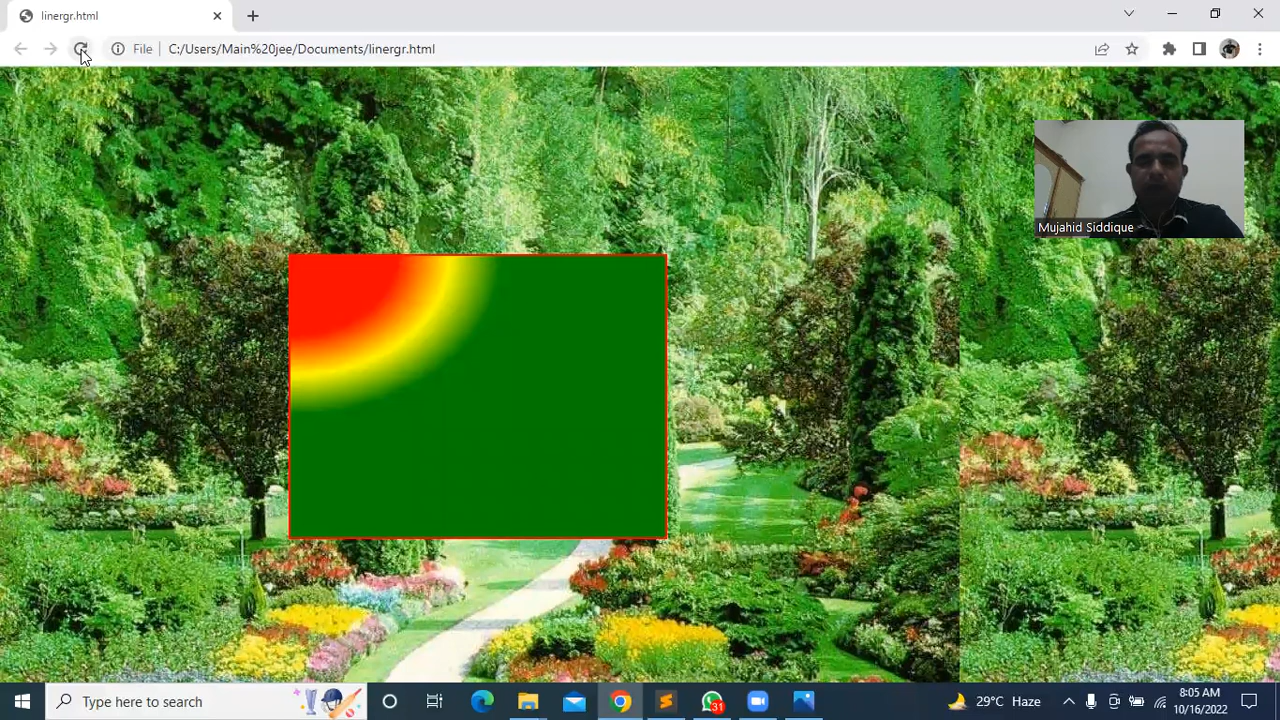 linergr.html
File
C:/Users/Main%20jee/Documents/linergr.html
Mujahid Siddique
Type here to search
31
29°C Haze
8:05 AM
10/16/2022